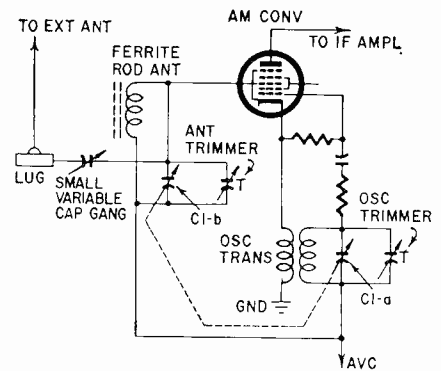 TO EXT ANT
AM CONV
TO IF AMPL
FERRITE
ROD ANT
ANT
TRIMMER
T
LUG
SMALL
VARIABLE
CAP GANG
C1-b
OSC
TRIMMER
T
OSC
TRANS
C1-a
GND
AVC